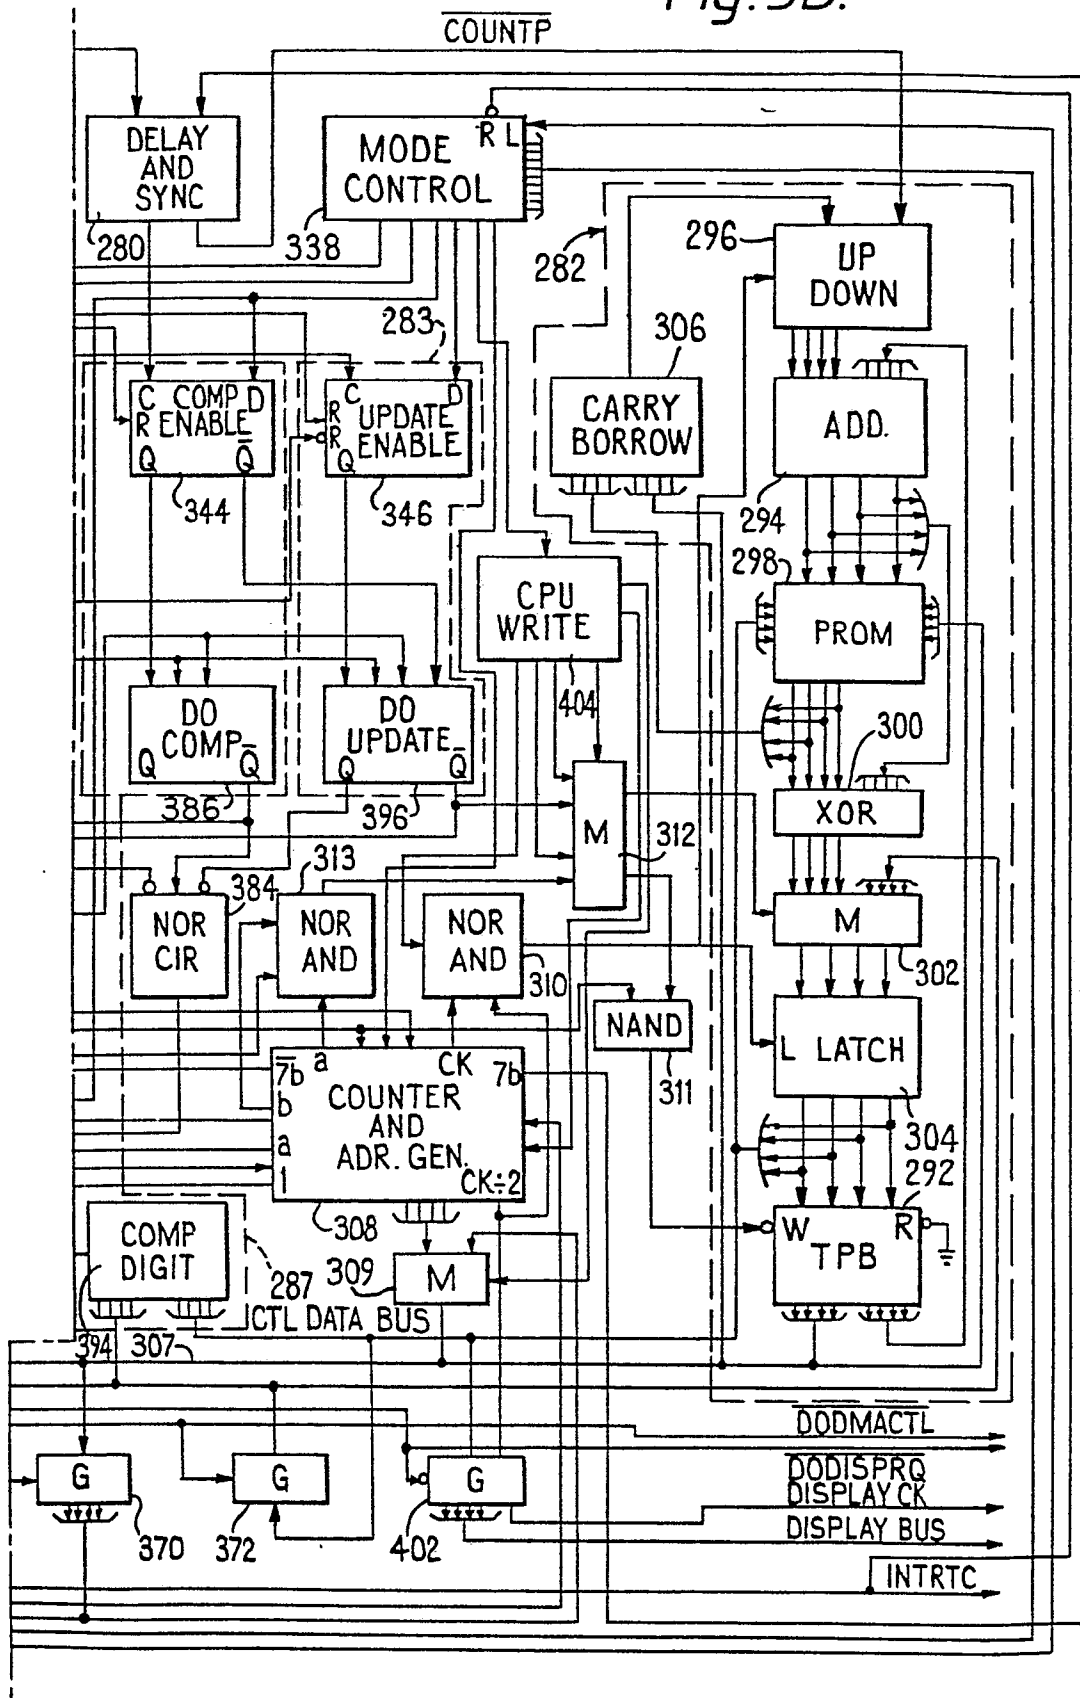 Fig. 5B.
COUNTP
DELAY
AND
SYNC
280
MODE
CONTROL
R L
338
282
296
UP
DOWN
283
306
C COMP D
R ENABLE
Q Q
344
C D
R UPDATE
R ENABLE
Q
346
CARRY
BORROW
ADD.
294
298
CPU
WRITE
404
PROM
DO
COMP
Q Q
386
DO
UPDATE
Q Q
396
300
XOR
M
312
313
384
NOR
CIR
NOR
AND
NOR
AND
310
M
302
NAND
311
L LATCH
304
7b a CK 7b
b
a
1
COUNTER
AND
ADR. GEN.
CK÷2
308
292
W R
TPB
COMP
DIGIT
394
287
309
M
CTL DATA BUS
307
DODMACTL
G
370
G
372
G
402
DODISPRQ
DISPLAY CK
DISPLAY BUS
INTRTC